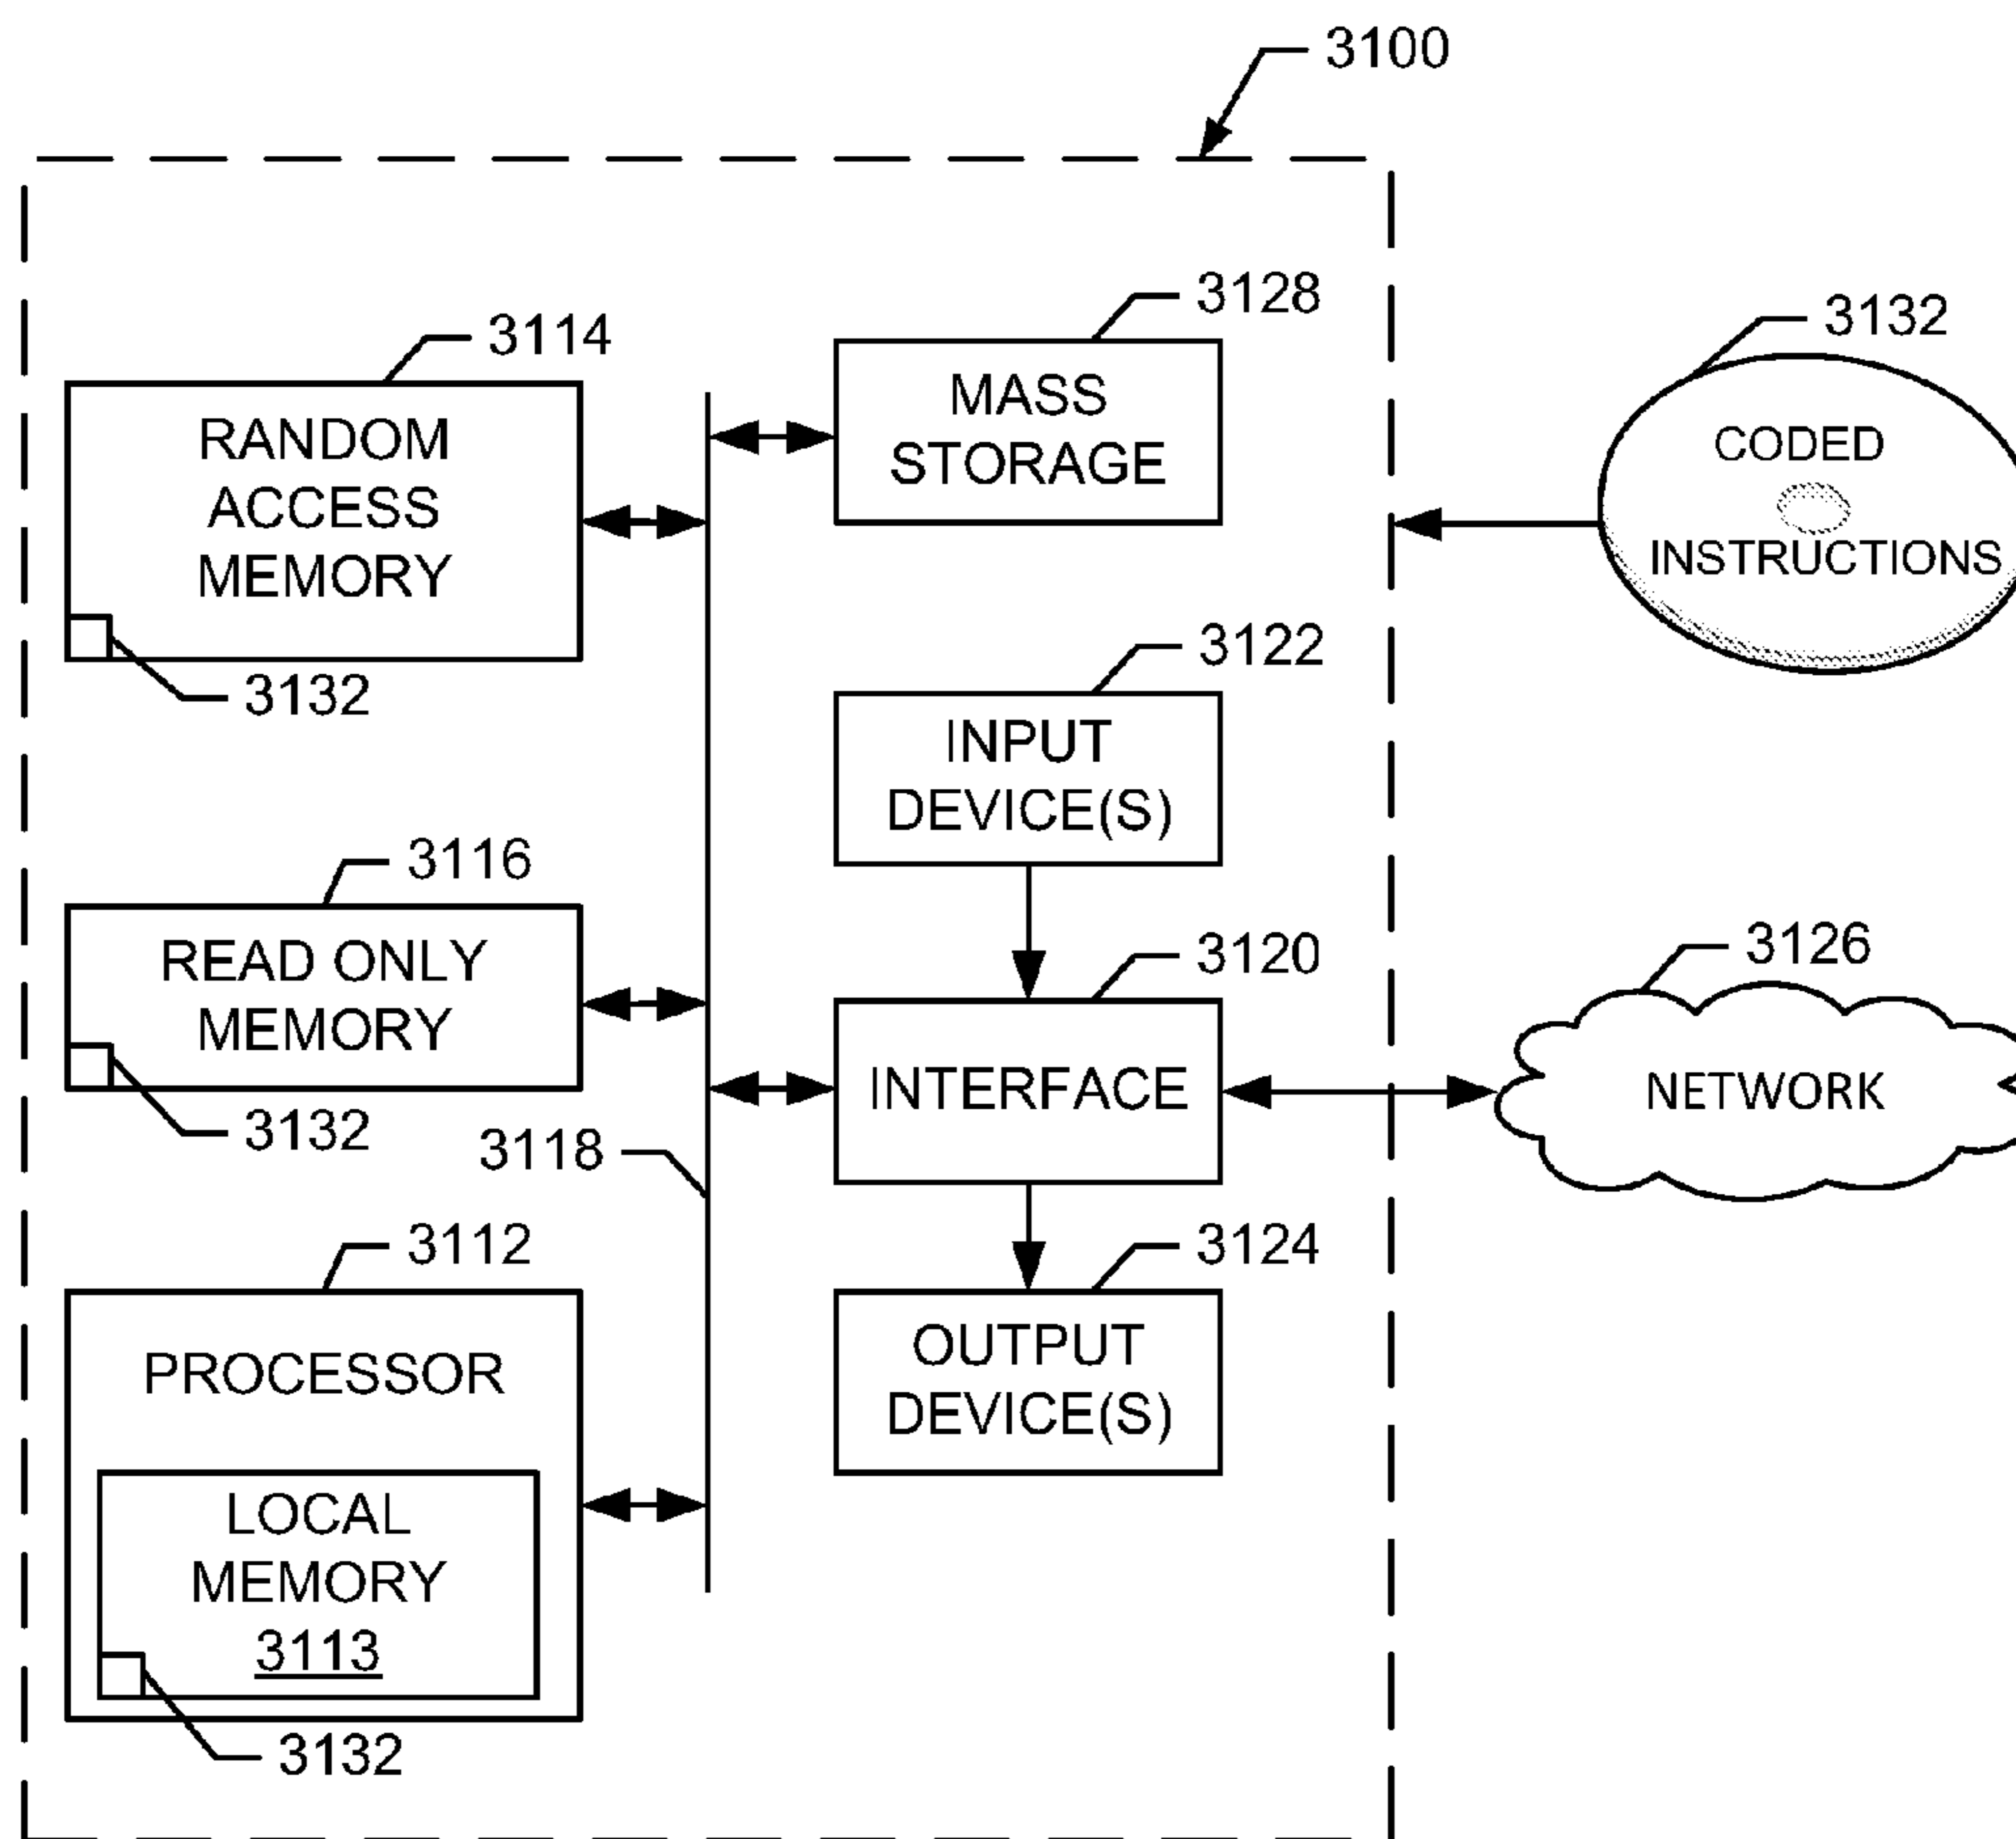 3100
3128
MASS
STORAGE
3114
RANDOM
ACCESS
MEMORY
3132
3132
CODED
INSTRUCTIONS
3122
INPUT
DEVICE(S)
3116
READ ONLY
MEMORY
3132
3120
INTERFACE
3126
NETWORK
3118
3112
PROCESSOR
LOCAL
MEMORY
3113
3132
3124
OUTPUT
DEVICE(S)